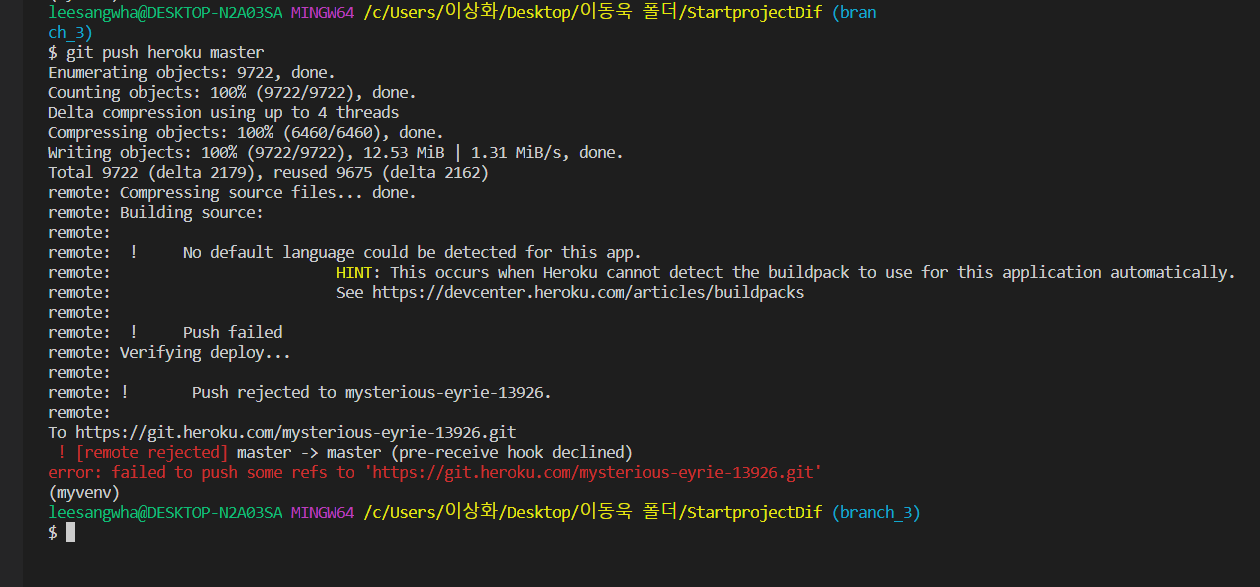 leesangwha@DESKTOP-N2A03SA MINGW64 /c/Users/이상화/Desktop/이동욱 폴더/StartprojectDif (bran
ch_3)
$ git push heroku master
Enumerating objects: 9722, done.
Counting objects: 100% (9722/9722), done.
Delta compression using up to 4 threads
Compressing objects: 100% (6460/6460), done.
Writing objects: 100% (9722/9722), 12.53 MiB | 1.31 MiB/s, done.
Total 9722 (delta 2179), reused 9675 (delta 2162)
remote: Compressing source files... done.
remote: Building source:
remote:
remote:  !     No default language could be detected for this app.
remote:                         HINT: This occurs when Heroku cannot detect the buildpack to use for this application automatically.
remote:                         See https://devcenter.heroku.com/articles/buildpacks
remote:
remote:  !     Push failed
remote: Verifying deploy...
remote:
remote: !       Push rejected to mysterious-eyrie-13926.
remote:
To https://git.heroku.com/mysterious-eyrie-13926.git
 ! [remote rejected] master -> master (pre-receive hook declined)
error: failed to push some refs to 'https://git.heroku.com/mysterious-eyrie-13926.git'
(myvenv)
leesangwha@DESKTOP-N2A03SA MINGW64 /c/Users/이상화/Desktop/이동욱 폴더/StartprojectDif (branch_3)
$